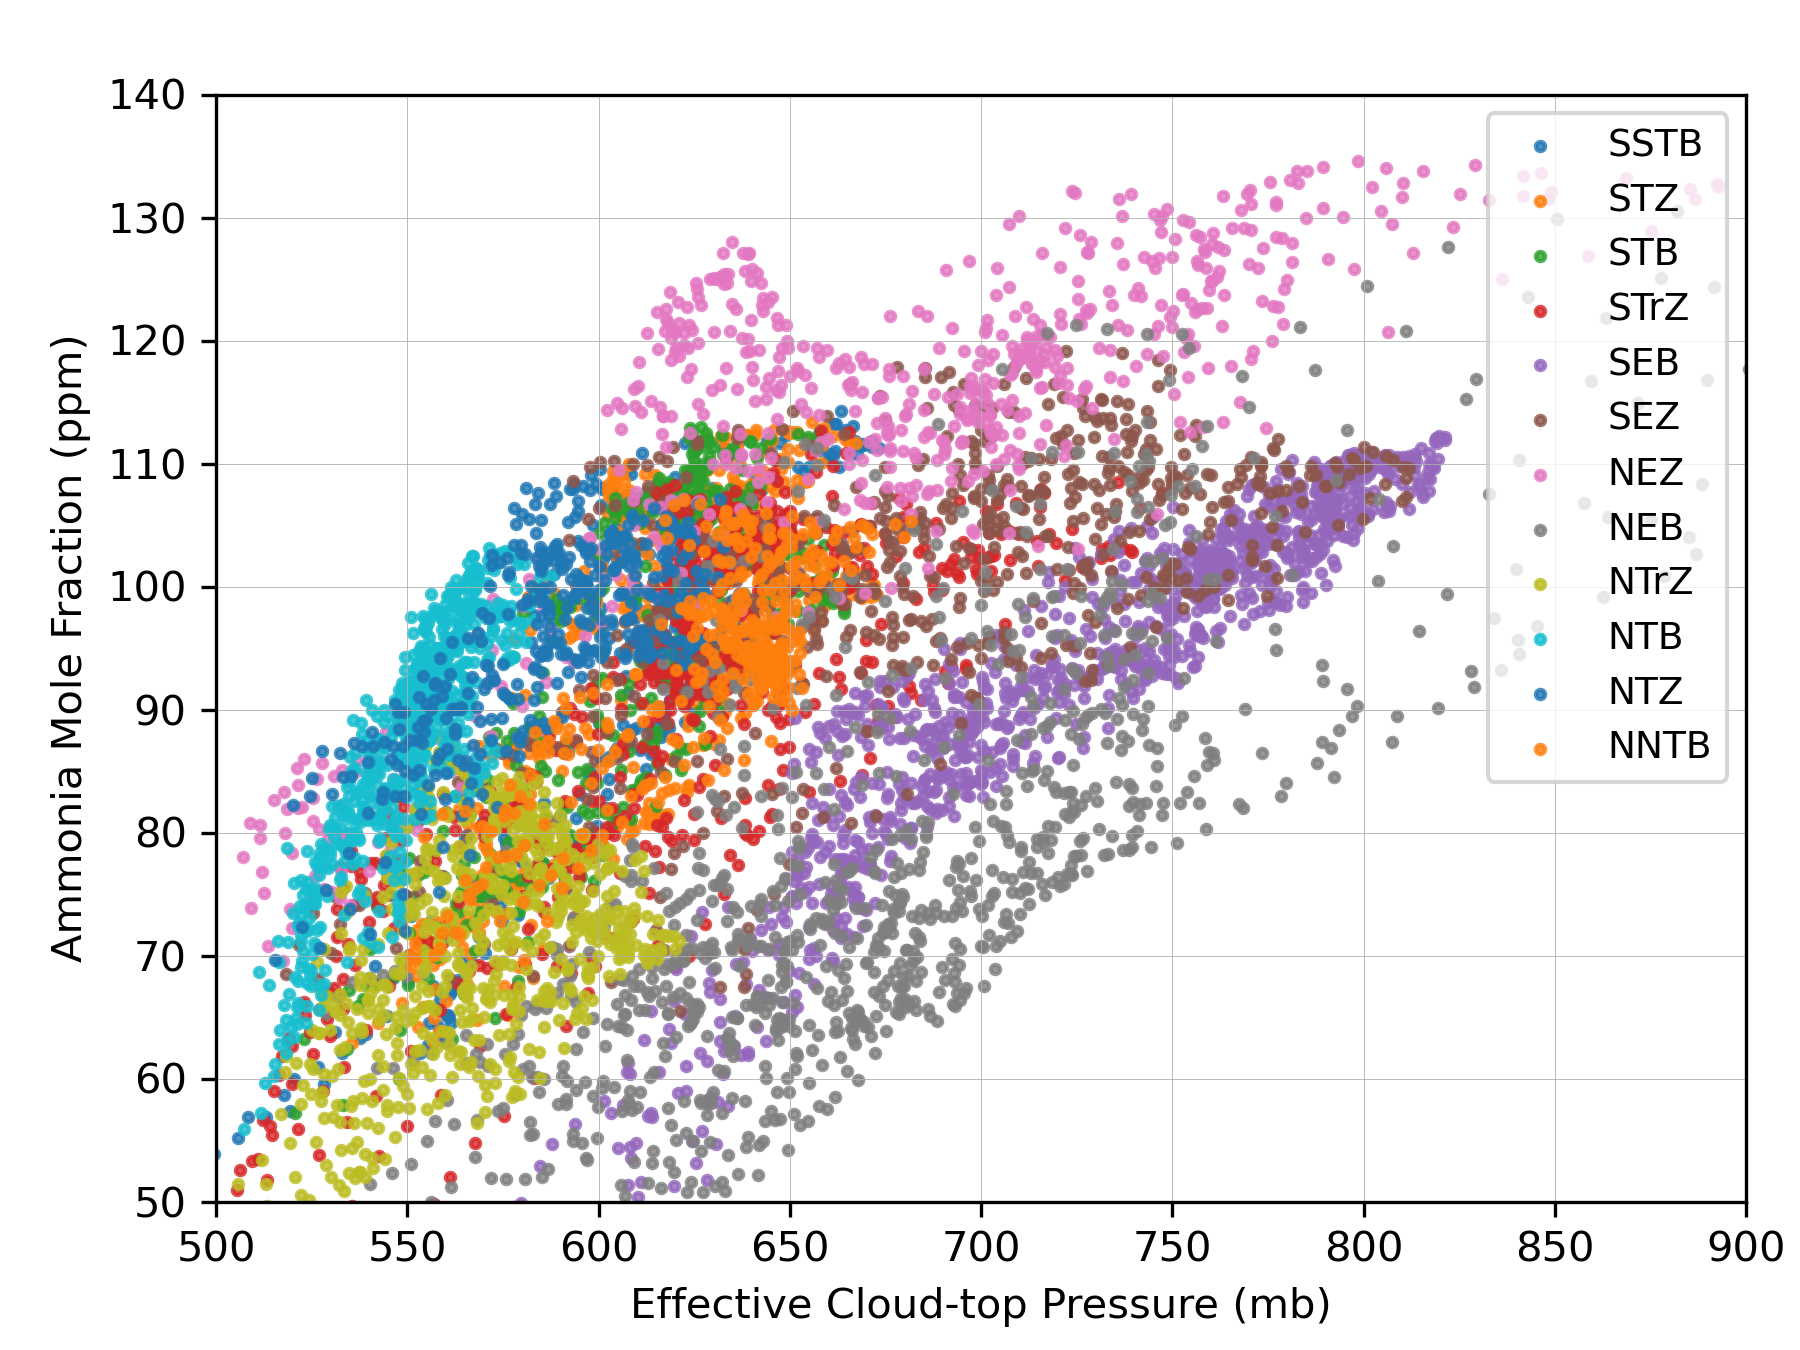 140
130
120
110
100
90
80
70
60
50
Ammonia Mole Fraction (ppm)
SSTB
STZ
STB
STrZ
SEB
SEZ
NEZ
NEB
NTrZ
NTB
NTZ
NNTB
500 550 600 650 700 750 800 850 900
Effective Cloud-top Pressure (mb)